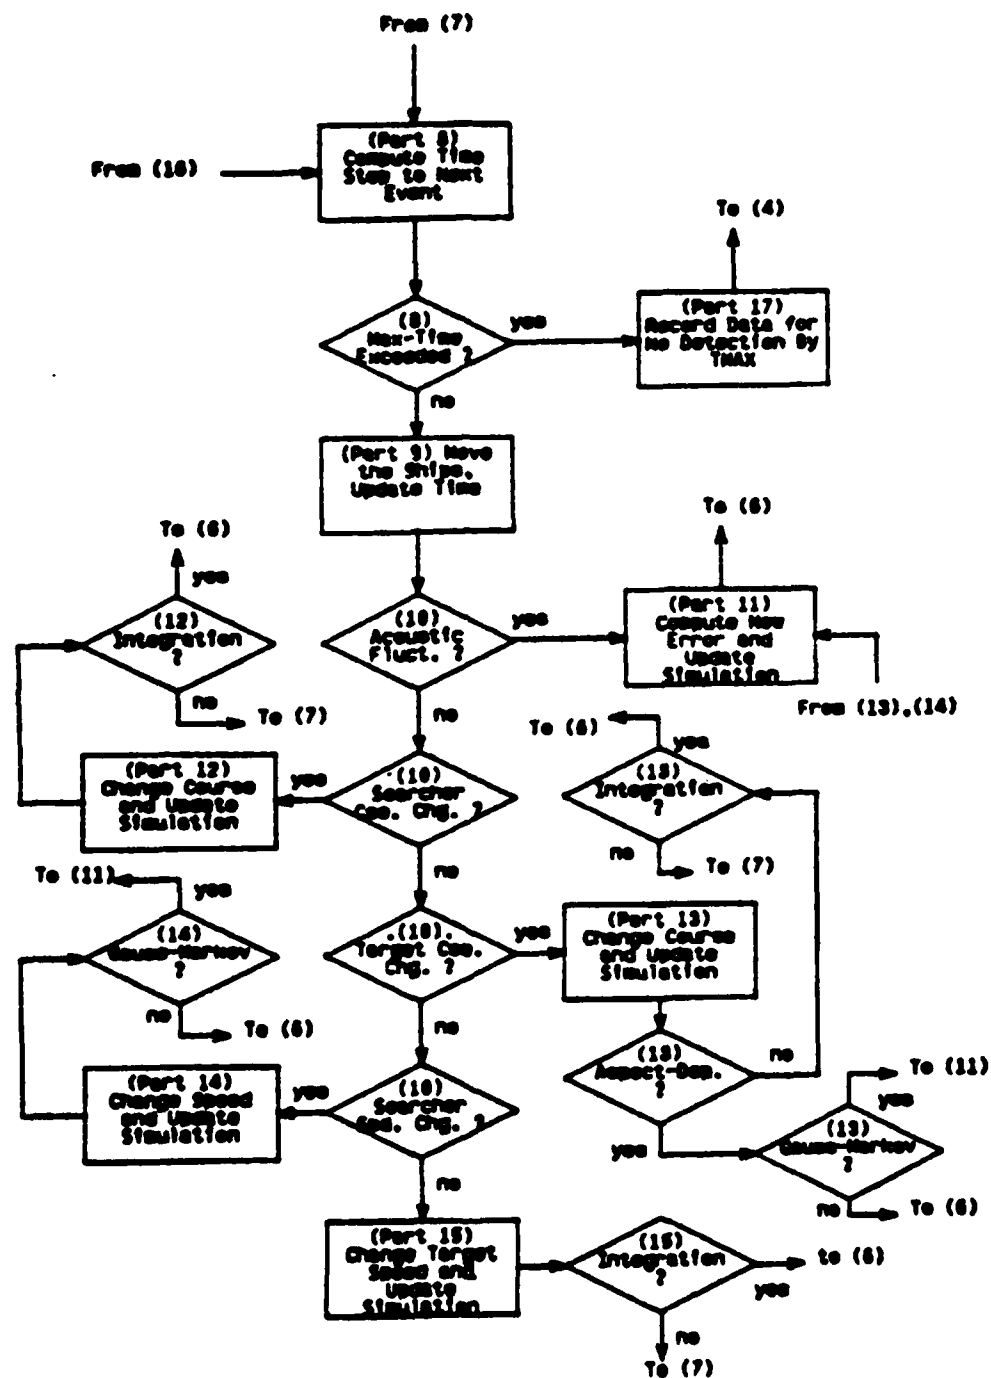 From (7)
(Part 8)
Compute Time
Step to Next
Event
From (16)
To (4)
(8)
Max-Time
Exceeded ?
yes
(Part 17)
Record Data for
No Detection By
TMAX
no
(Part 9) Move
the Ships,
Update Time
To (6)
yes
(12)
Integration
?
no
To (7)
(10)
Acoustic
Fluct. ?
yes
To (6)
(Part 11)
Compute New
Error and
Update
Simulation
From (13),(14)
no
(Part 12)
Change Course
and Update
Simulation
yes
(10)
Searcher
Cse. Chg. ?
To (6)
yes
(13)
Integration
?
no
To (7)
no
To (11)
yes
(14)
Gauss-Markov
?
no
To (6)
(10)
Target Cse.
Chg. ?
yes
(Part 13)
Change Course
and Update
Simulation
no
(Part 14)
Change Speed
and Update
Simulation
yes
(10)
Searcher
Spd. Chg. ?
(13)
Aspect-Dep.
?
no
yes
To (11)
yes
(13)
Gauss-Markov
?
no
To (6)
no
(Part 15)
Change Target
Speed and
Update
Simulation
(15)
Integration
?
to (6)
yes
no
To (7)